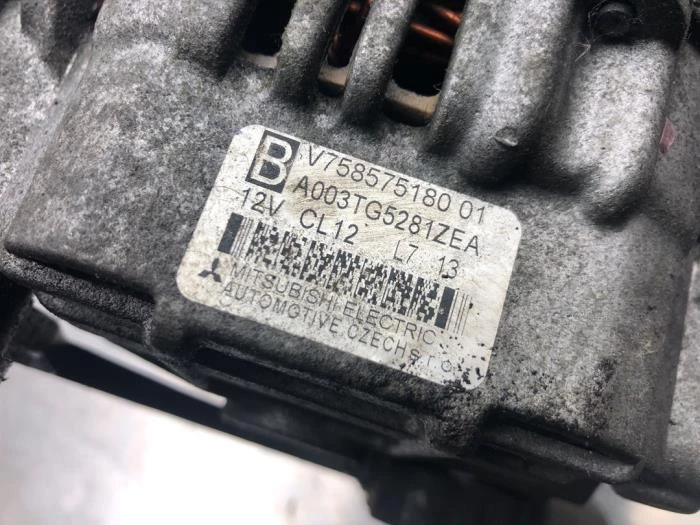 B V758575180 01
A003TG5281ZEA
12V CL12 L7 13
MITSUBISHI ELECTRIC
AUTOMOTIVE CZECH s.r.o.